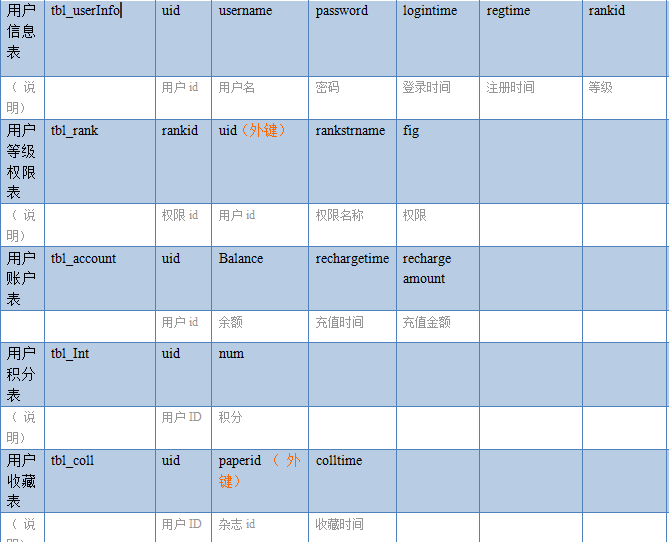 用户信息表 tbl_userInfo uid username password logintime regtime rankid
（说明） 用户 id 用户名 密码 登录时间 注册时间 等级
用户等级权限表 tbl_rank rankid uid（外键） rankstrname fig
（说明） 权限 id 用户 id 权限名称 权限
用户账户表 tbl_account uid Balance rechargetime recharge amount
用户 id 余额 充值时间 充值金额
用户积分表 tbl_Int uid num
（说明） 用户 ID 积分
用户收藏表 tbl_coll uid paperid（外键） colltime
（说 用户 ID 杂志 id 收藏时间